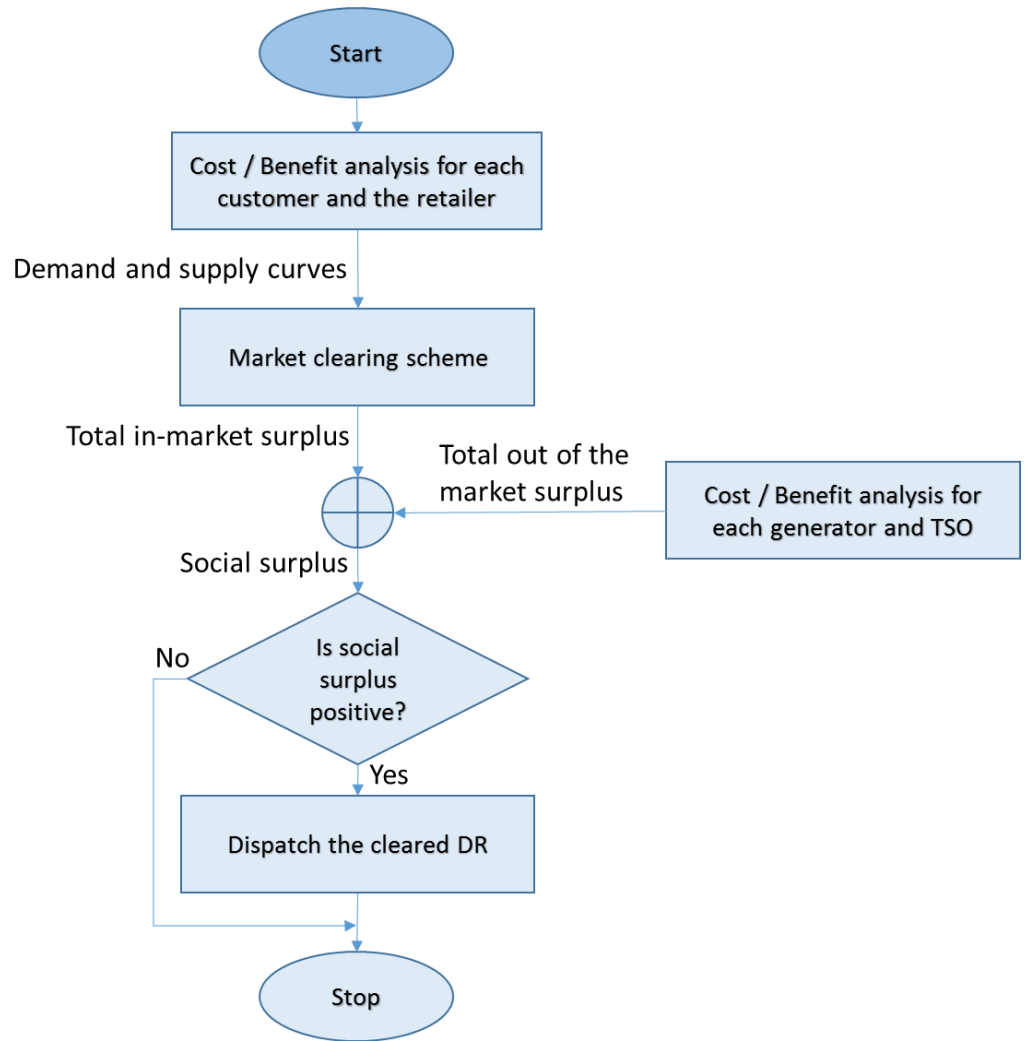 Start
Cost / Benefit analysis for each
customer and the retailer
Demand and supply curves
Market clearing scheme
Total in-market surplus
Total out of the
market surplus
Cost / Benefit analysis for
each generator and TSO
Social surplus
Is social
surplus
positive?
No
Yes
Dispatch the cleared DR
Stop